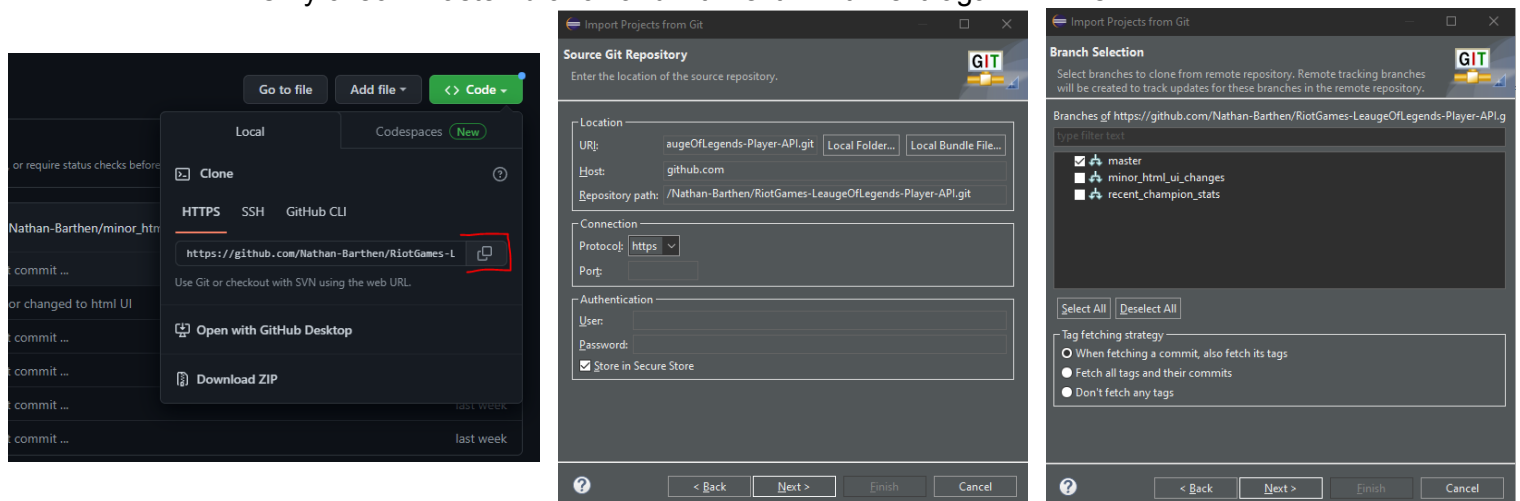 Go to file
Add file
<> Code
Local
Codespaces New
, or require status checks before
Clone
HTTPS SSH GitHub CLI
Nathan-Barthen/minor_htm
https://github.com/Nathan-Barthen/RiotGames-L
t commit ...
Use Git or checkout with SVN using the web URL.
or changed to html UI
Open with GitHub Desktop
t commit ...
t commit ...
Download ZIP
t commit ...
last week
t commit ...
last week
Import Projects from Git
Source Git Repository
Enter the location of the source repository.
GIT
Location
URI:
augeOfLegends-Player-API.git
Local Folder...
Local Bundle File...
Host:
github.com
Repository path:
/Nathan-Barthen/RiotGames-LeaugeOfLegends-Player-API.git
Connection
Protocol:
https
Port:
Authentication
User:
Password:
Store in Secure Store
< Back
Next >
Finish
Cancel
Import Projects from Git
Branch Selection
Select branches to clone from remote repository. Remote tracking branches
will be created to track updates for these branches in the remote repository.
GIT
Branches of https://github.com/Nathan-Barthen/RiotGames-LeaugeOfLegends-Player-API.g
type filter text
master
minor_html_ui_changes
recent_champion_stats
Select All
Deselect All
Tag fetching strategy
When fetching a commit, also fetch its tags
Fetch all tags and their commits
Don't fetch any tags
< Back
Next >
Finish
Cancel